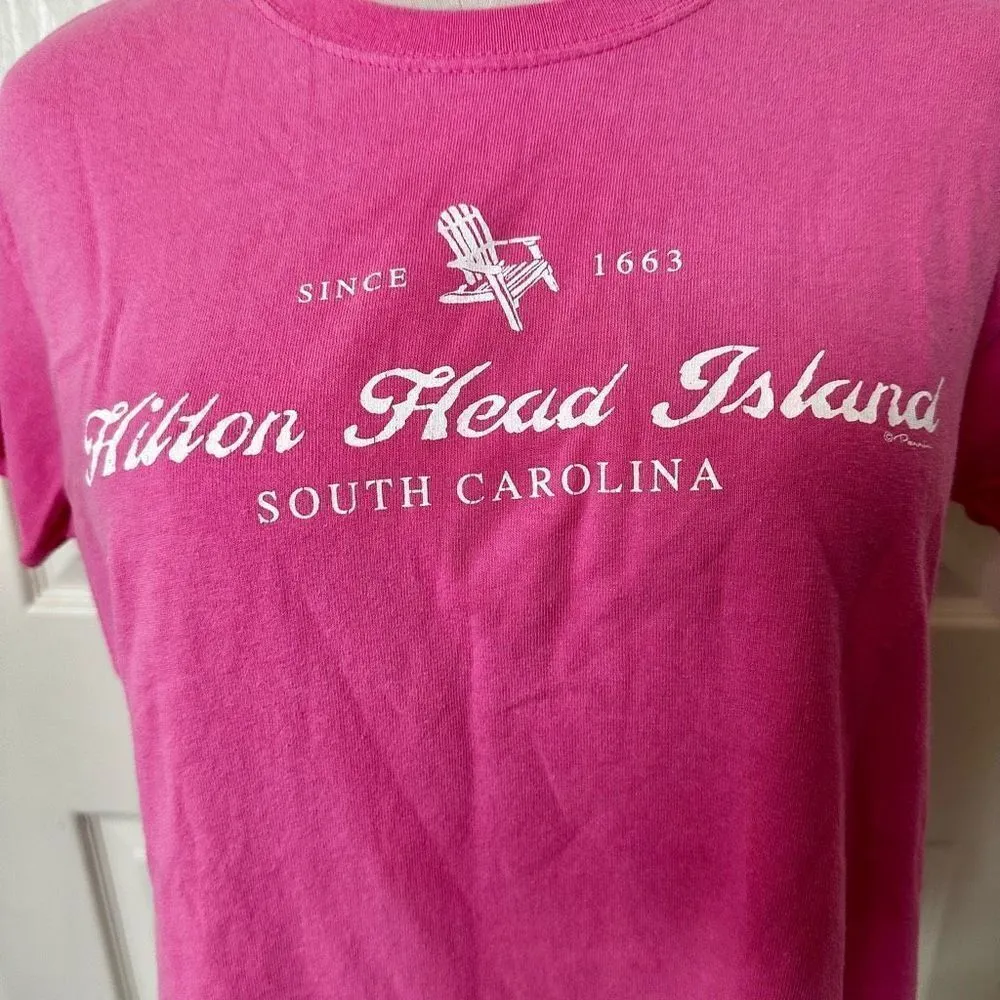 SINCE 1663
Hilton Head Island
SOUTH CAROLINA